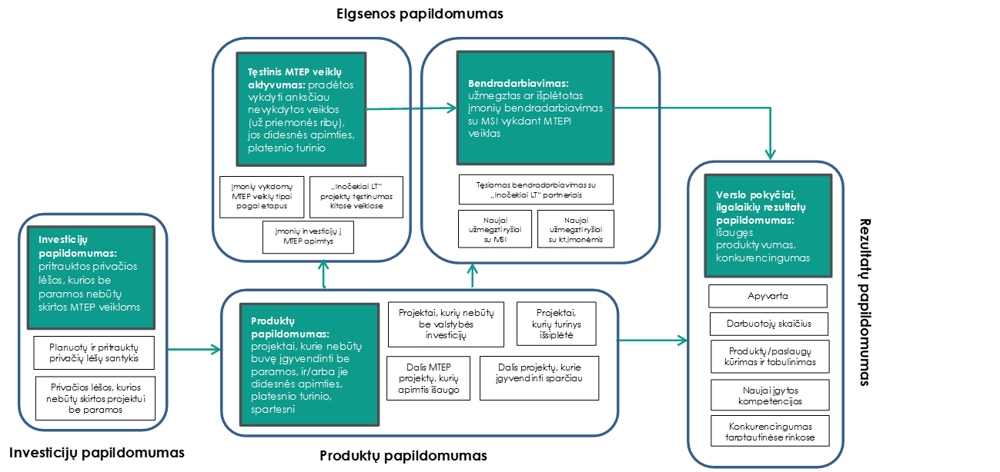 Elgsenos papildomumas
Tęstinis MTEP veiklų
aktyvumas: pradėtos
vykdyti anksčiau
nevykdytos veiklos
(už priemonės ribų),
jos didesnės apimties,
platesnio turinio
Įmonių vykdomų
MTEP veiklų tipai
pagal etapus
„Inočekiai LT“
projektų tęstinumas
kitose veiklose
Įmonių investicijų į
MTEP apimtys
Bendradarbiavimas:
užmegztas ar išplėtotas
įmonių bendradarbiavimas
su MSI vykdant MTEPI
veiklas
Tęsiamas bendradarbiavimas su
„Inočekiai LT“ partneriais
Naujai
užmegzti ryšiai
su MSI
Naujai
užmegzti ryšiai
su kt.įmonėmis
Investicijų
papildomumas:
pritrauktos privačios
lėšos, kurios be
paramos nebūtų
skirtos MTEP veikloms
Planuotų ir pritrauktų
privačių lėšų santykis
Privačios lėšos, kurios
nebūtų skirtos projektui
be paramos
Investicijų papildomumas
Produktų
papildomumas:
projektai, kurie nebūtų
buvę įgyvendinti be
paramos, ir/arba jie
didesnės apimties,
platesnio turinio,
spartesni
Projektai, kurių nebūtų
be valstybės
investicijų
Projektai,
kurių turinys
išsiplėtė
Dalis MTEP
projektų, kurių
apimtis išaugo
Dalis projektų, kurie
įgyvendinti sparčiau
Produktų papildomumas
Verslo pokyčiai,
ilgalaikių rezultatų
papildomumas:
Išaugęs
produktyvumas,
konkurencingumas
Apyvarta
Darbuotojų skaičius
Produktų/paslaugų
kūrimas ir tobulinimas
Naujai įgytos
kompetencijos
Konkurencingumas
tarptautinėse rinkose
Rezultatų papildomumas